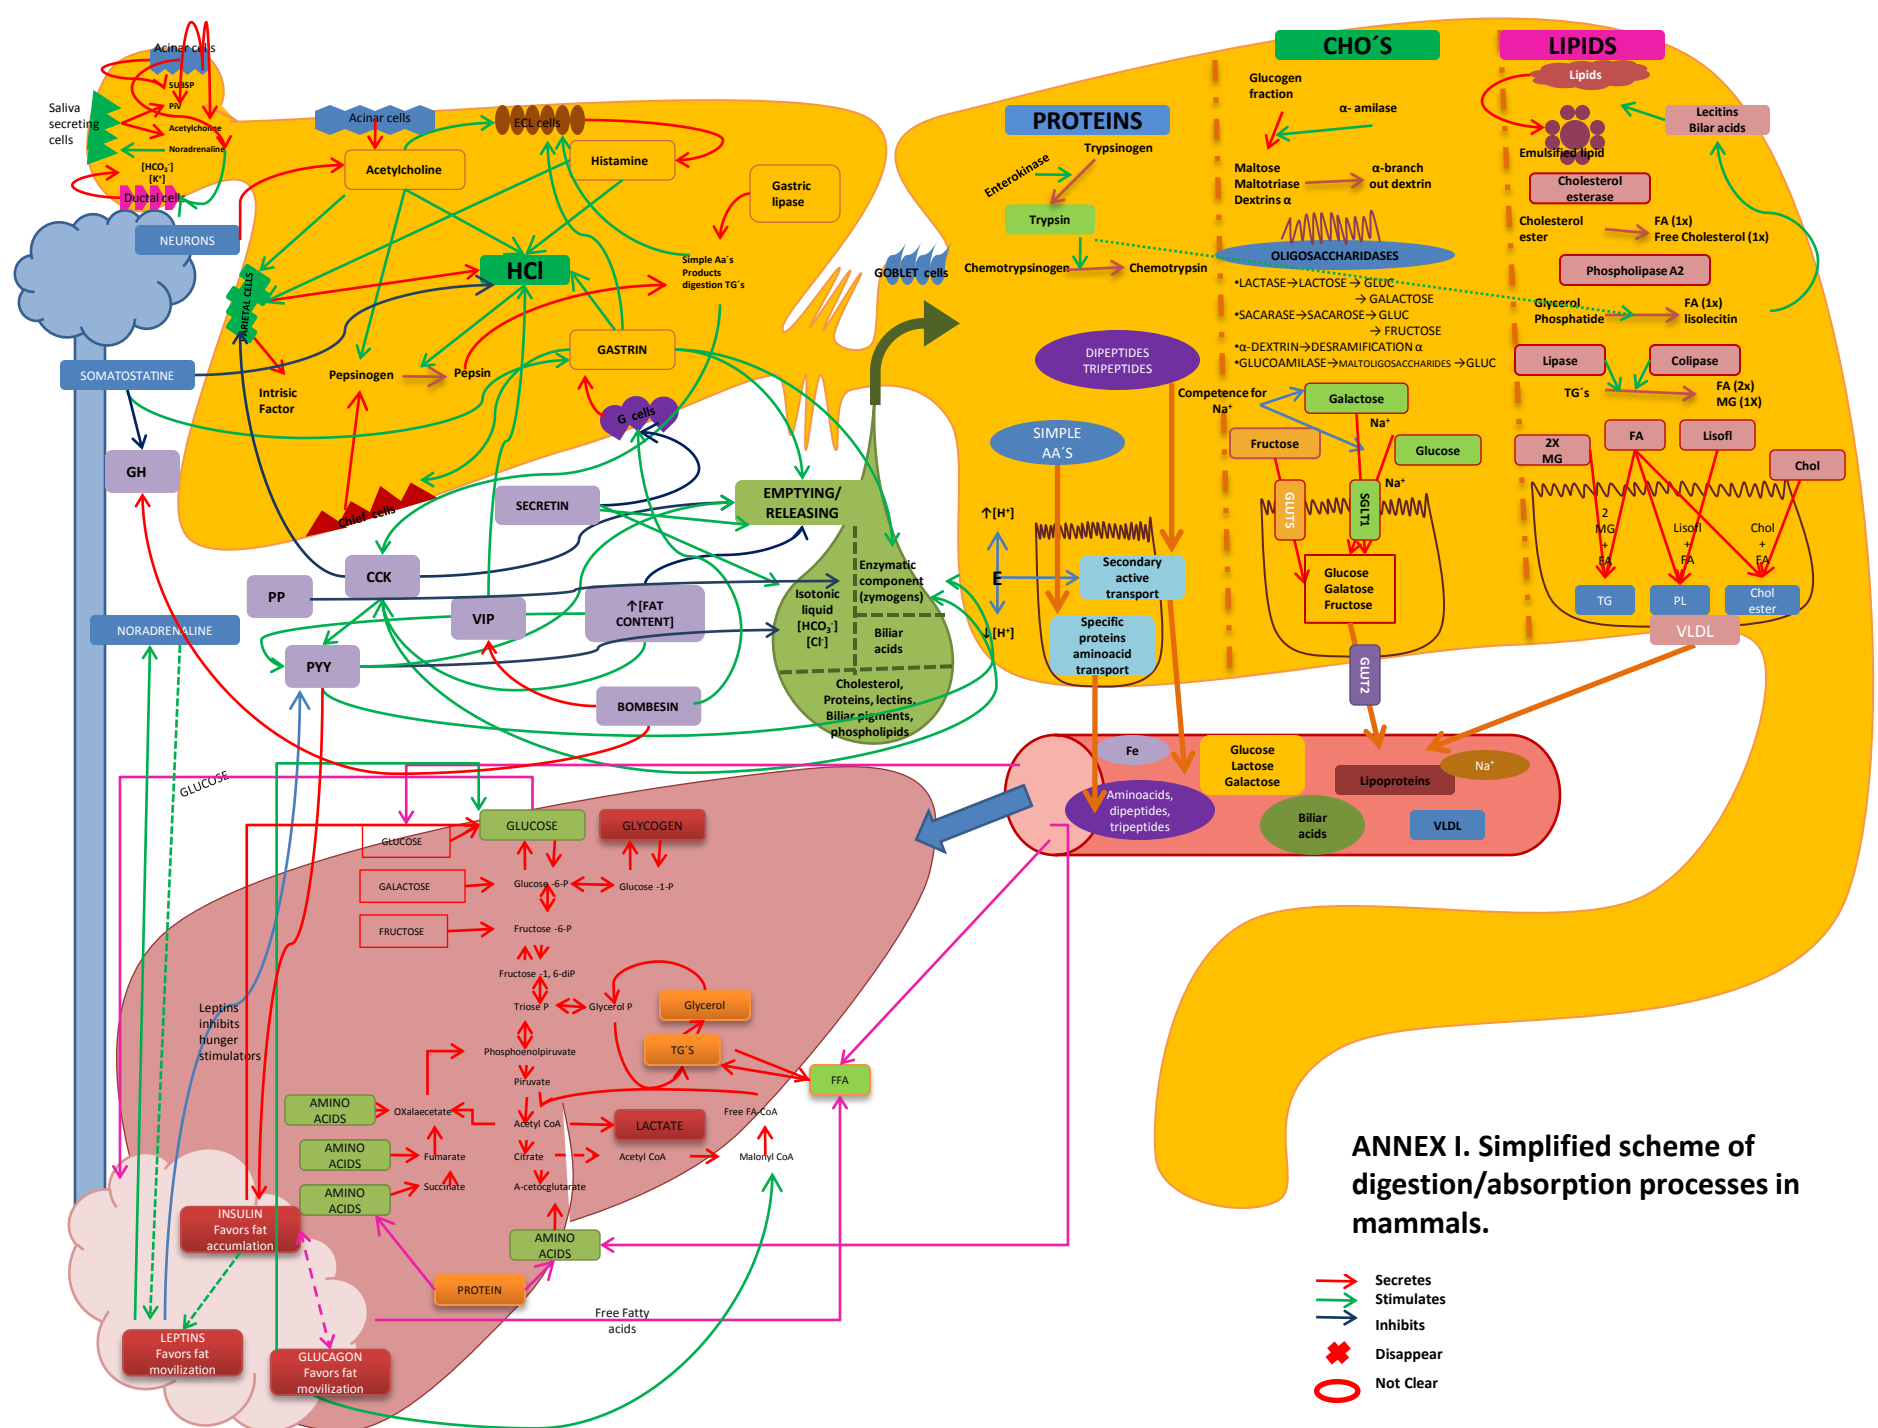 Acinar cells
SUBSP
PiV
Acetylcholine
Noradrenaline
Saliva
secreting
cells
[HCO₃⁻]
[K⁺]
Ductal cells
NEURONS
Acinar cells
ECL cells
Acetylcholine
Histamine
Gastric
lipase
HCl
Simple Aa´s
Products
digestion TG´s
PARIETAL CELLS
GASTRIN
Pepsinogen
Pepsin
Intrisic
Factor
G cells
Chief cells
SOMATOSTATINE
GH
SECRETIN
EMPTYING/
RELEASING
CCK
PP
VIP
↑[FAT
CONTENT]
NORADRENALINE
PYY
BOMBESIN
Enzymatic
component
(zymogens)
Isotonic
liquid
[HCO₃⁻]
[Cl⁻]
Biliar
acids
Cholesterol,
Proteins, lectins,
Biliar pigments,
phospholipids
GOBLET cells
PROTEINS
Trypsinogen
Enterokinase
Trypsin
Chemotrypsinogen
Chemotrypsin
DIPEPTIDES
TRIPEPTIDES
SIMPLE
AA´S
↑[H⁺]
E
↓[H⁺]
Secondary
active
transport
Specific
proteins
aminoacid
transport
CHO´S
Glucogen
fraction
α- amilase
Maltose
Maltotriase
Dextrins α
α-branch
out dextrin
OLIGOSACCHARIDASES
•LACTASE→LACTOSE → GLUC
→ GALACTOSE
•SACARASE→SACAROSE→GLUC
→ FRUCTOSE
•α-DEXTRIN→DESRAMIFICATION α
•GLUCOAMILASE→MALTOLIGOSACCHARIDES →GLUC
Competence for
Na⁺
Galactose
Na⁺
Fructose
Glucose
Na⁺
GLUT5
SGLT1
Glucose
Galatose
Fructose
GLUT2
LIPIDS
Lipids
Lecitins
Bilar acids
Emulsified lipid
Cholesterol
esterase
Cholesterol
ester
FA (1x)
Free Cholesterol (1x)
Phospholipase A2
Glycerol
Phosphatide
FA (1x)
lisolecitin
Lipase
Colipase
TG´s
FA (2x)
MG (1X)
2X
MG
FA
Lisofl
Chol
2
MG
+
FA
Lisofl
+
FA
Chol
+
FA
TG
PL
Chol
ester
VLDL
Fe
Glucose
Lactose
Galactose
Lipoproteins
Na⁺
Aminoacids,
dipeptides,
tripeptides
Biliar
acids
VLDL
GLUCOSE
GLUCOSE
GLYCOGEN
GLUCOSE
GALACTOSE
Glucose -6-P
Glucose -1-P
FRUCTOSE
Fructose -6-P
Fructose -1, 6-diP
Triose P
Glycerol P
Glycerol
TG´S
Phosphoenolpiruvate
Piruvate
FFA
Leptins
inhibits
hunger
stimulators
AMINO
ACIDS
OXalaecetate
Acetyl CoA
LACTATE
Free FA-CoA
AMINO
ACIDS
Fumarate
Citrate
Acetyl CoA
Malonyl CoA
AMINO
ACIDS
Succinate
A-cetocglutarate
INSULIN
Favors fat
accumlation
AMINO
ACIDS
PROTEIN
Free Fatty
acids
LEPTINS
Favors fat
movilization
GLUCAGON
Favors fat
movilization
ANNEX I. Simplified scheme of
digestion/absorption processes in
mammals.
Secretes
Stimulates
Inhibits
Disappear
Not Clear